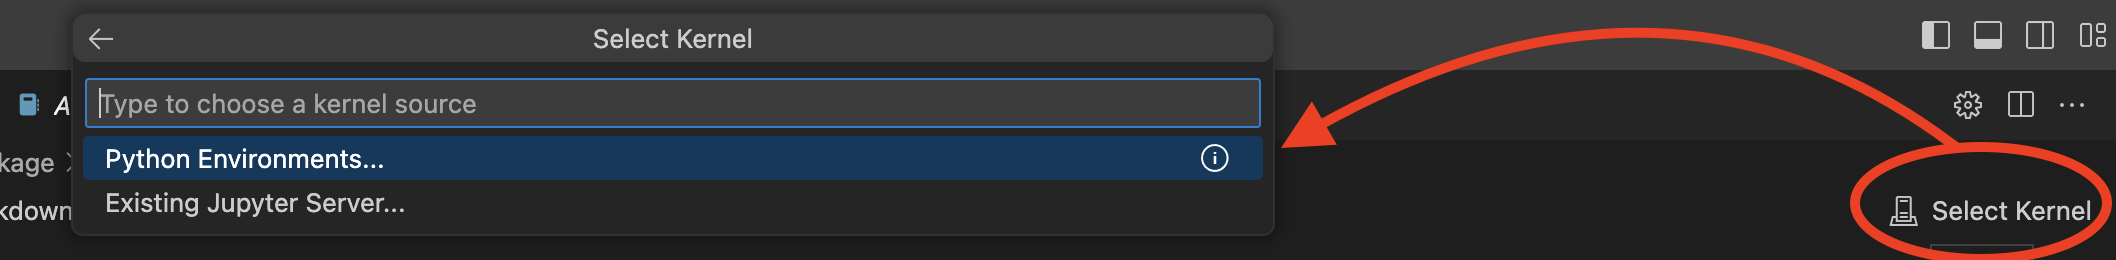 Select Kernel
Type to choose a kernel source
A
Python Environments...
kage
Existing Jupyter Server...
kdown
Select Kernel